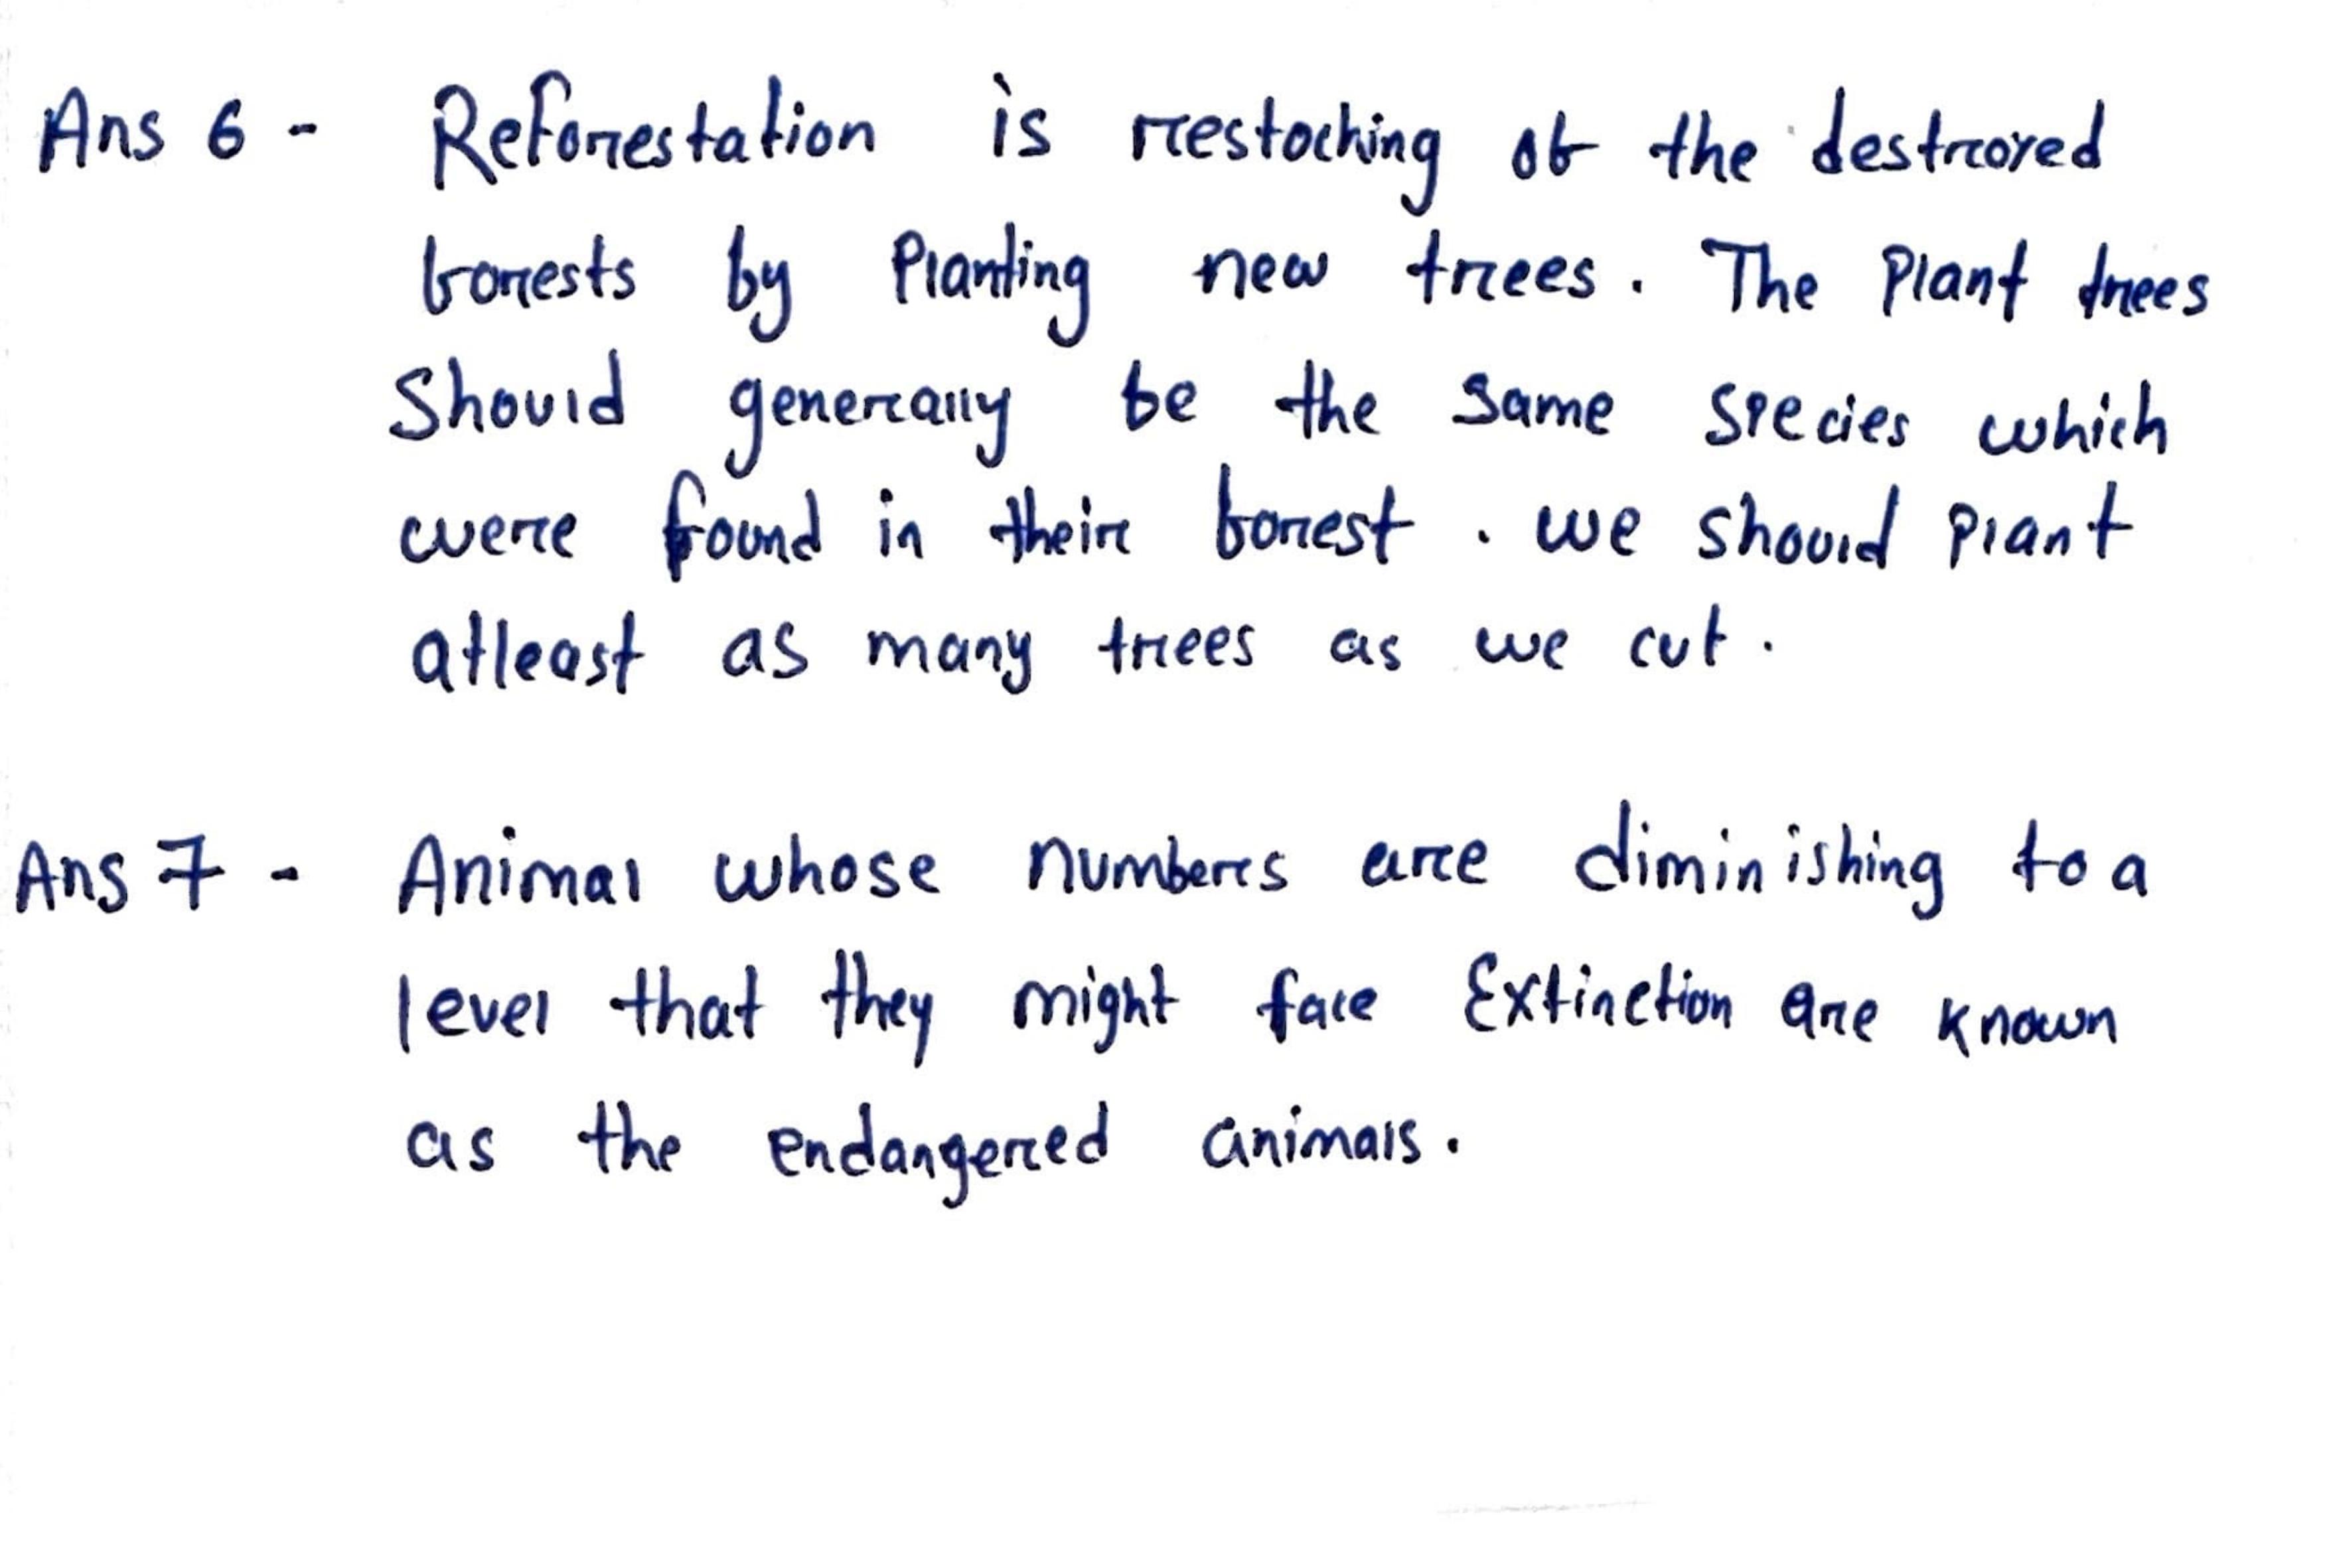 Ans 6 - Reforestation is restocking of the destroyed
forests by Planting new trees. The Plant trees
Should generally be the same species which
were found in their forest. we should plant
atleast as many trees as we cut.
Ans 7 - Animal whose numbers are diminishing to a
level that they might face Extinction are known
as the endangered animals.